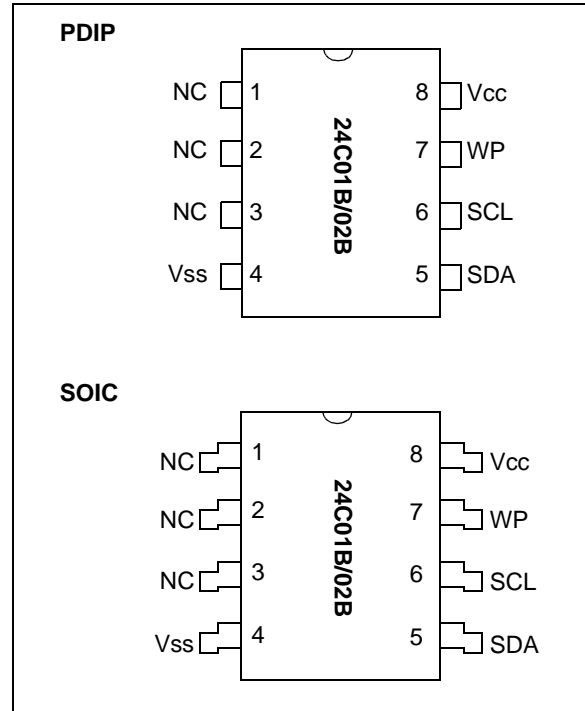 PDIP
NC 1 8 Vcc
NC 2 7 WP
NC 3 6 SCL
Vss 4 5 SDA
24C01B/02B
SOIC
NC 1 8 Vcc
NC 2 7 WP
NC 3 6 SCL
Vss 4 5 SDA
24C01B/02B